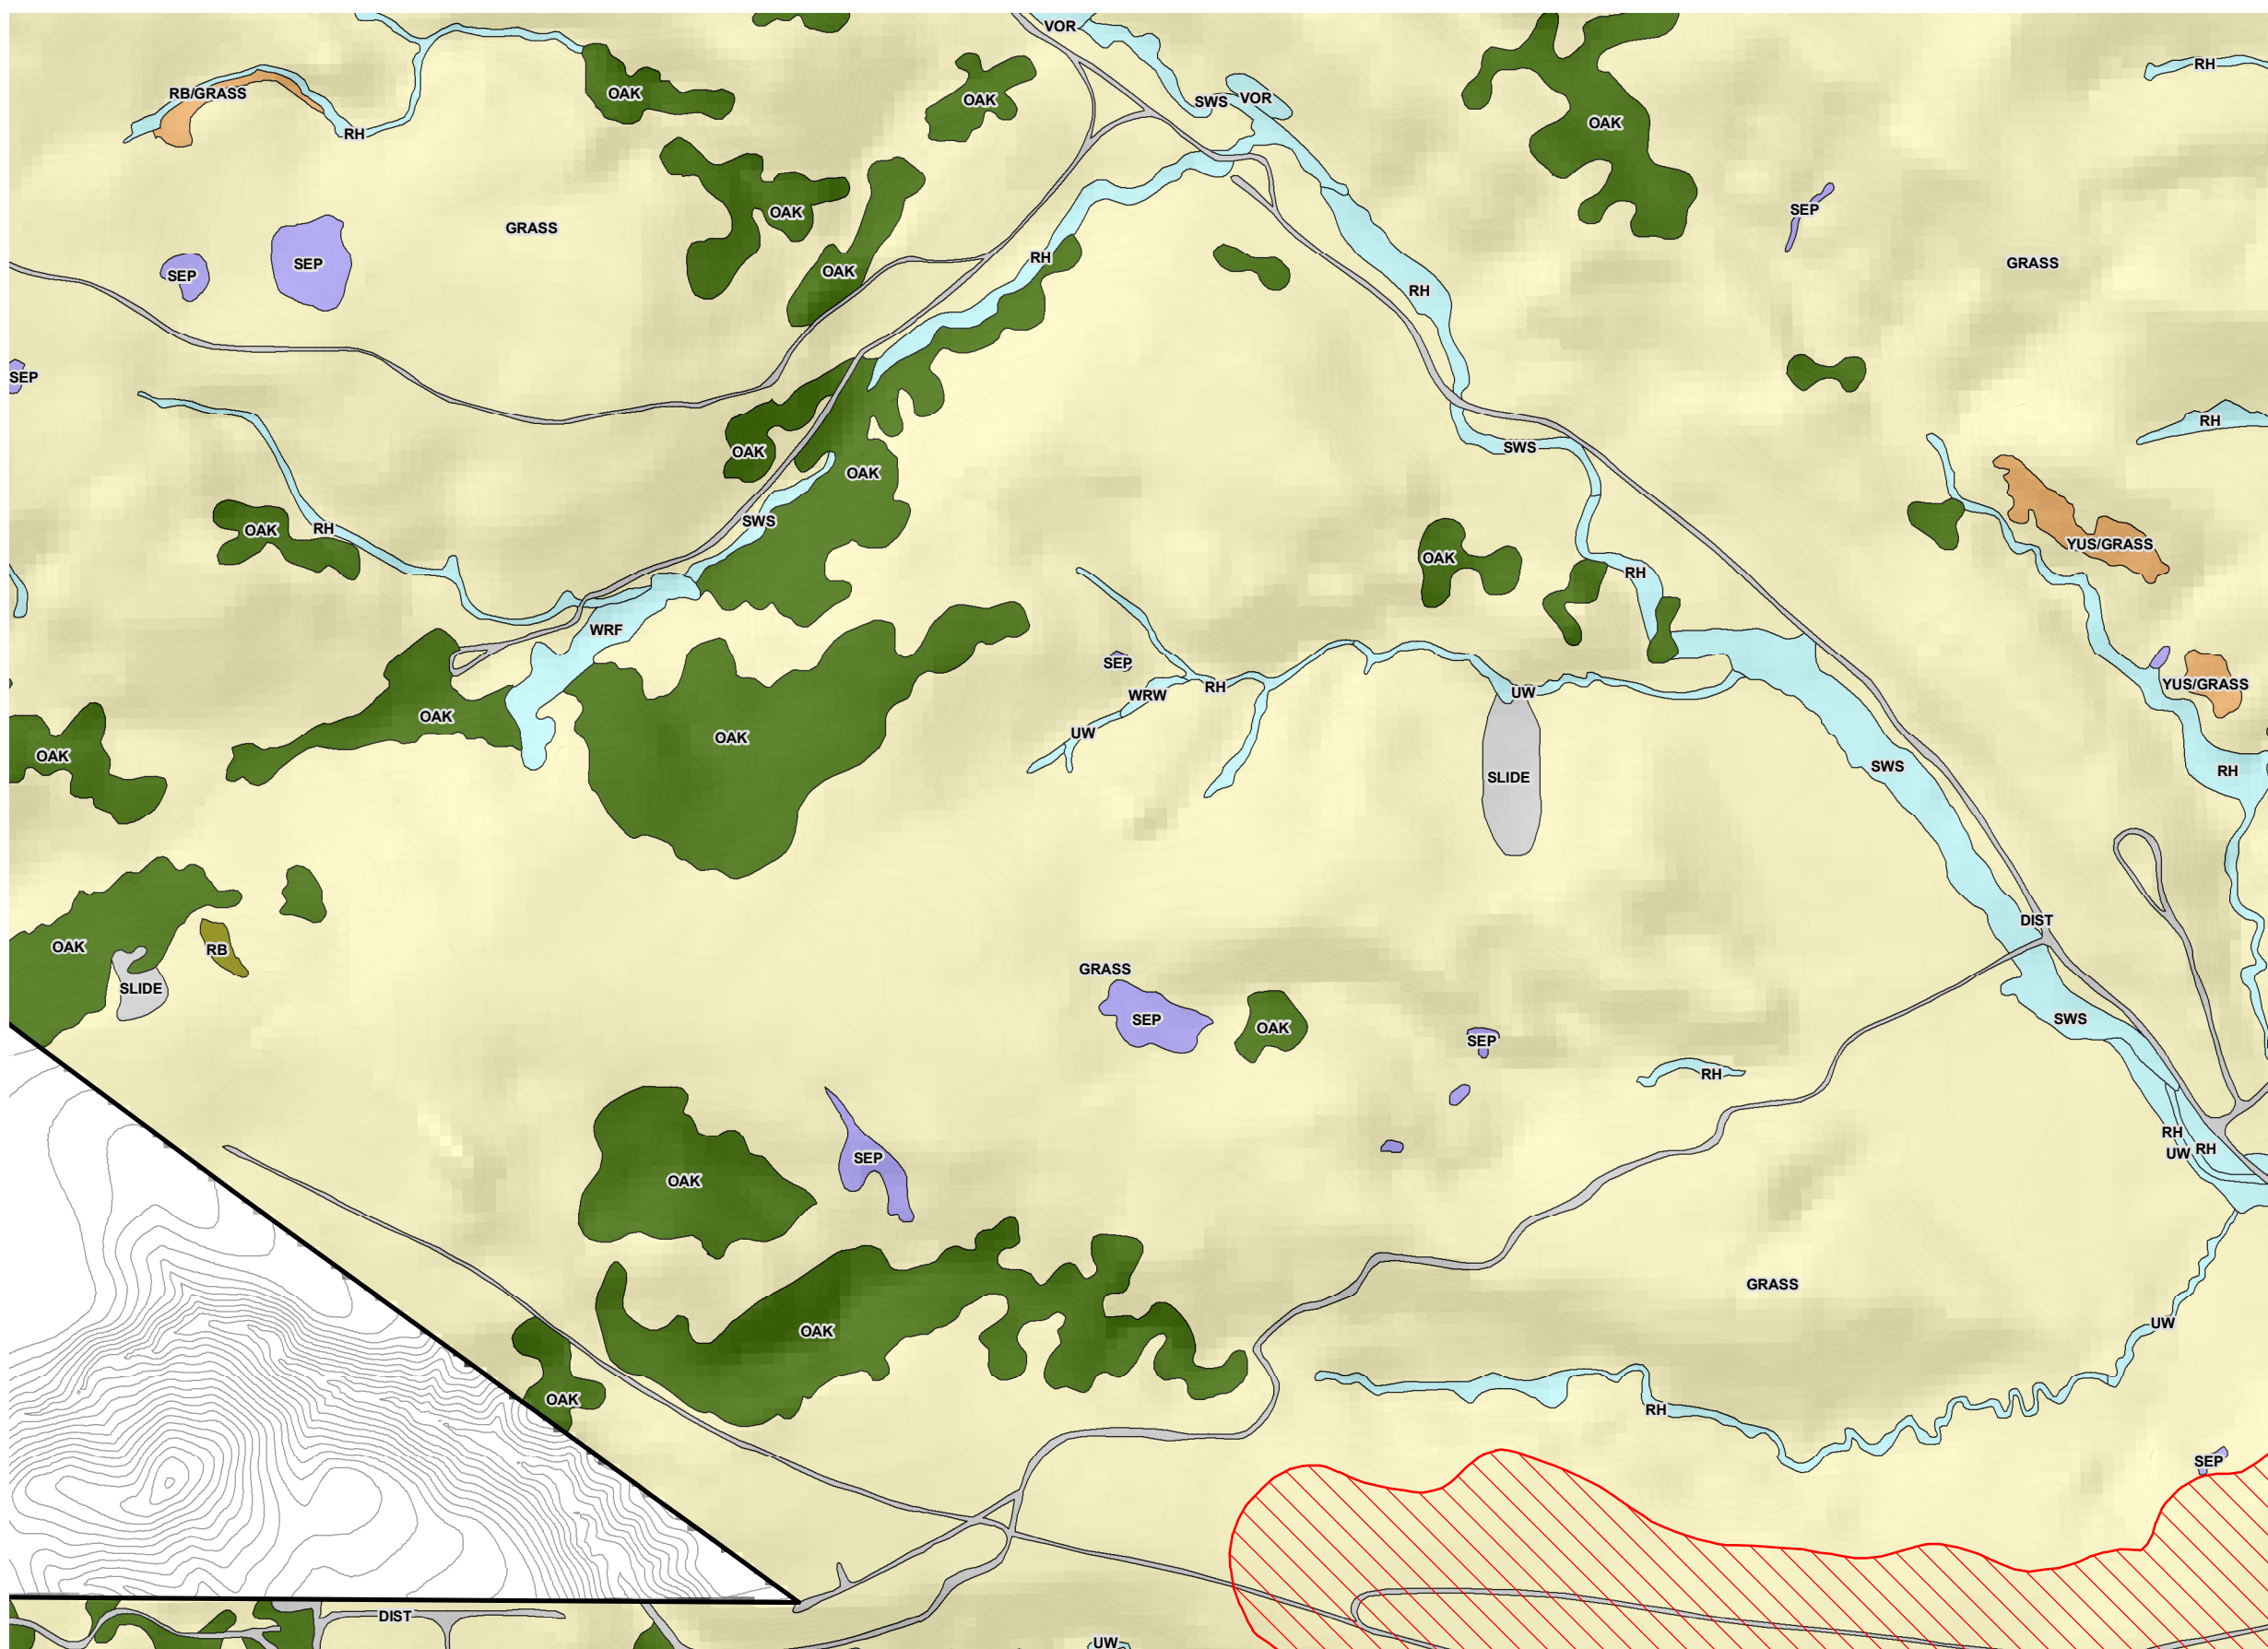 VOR
RH
RB/GRASS
OAK
OAK
SWS
VOR
OAK
RH
OAK
SEP
GRASS
SEP
SEP
OAK
RH
GRASS
RH
SEP
RH
OAK
OAK
SWS
SWS
OAK
RH
OAK
YUS/GRASS
RH
WRF
SEP
RH
WRW
UW
YUS/GRASS
OAK
UW
OAK
OAK
SWS
RH
SLIDE
DIST
OAK
RB
GRASS
SLIDE
SEP
OAK
SWS
SEP
RH
RH
UW
RH
SEP
OAK
GRASS
UW
OAK
OAK
RH
SEP
DIST
UW